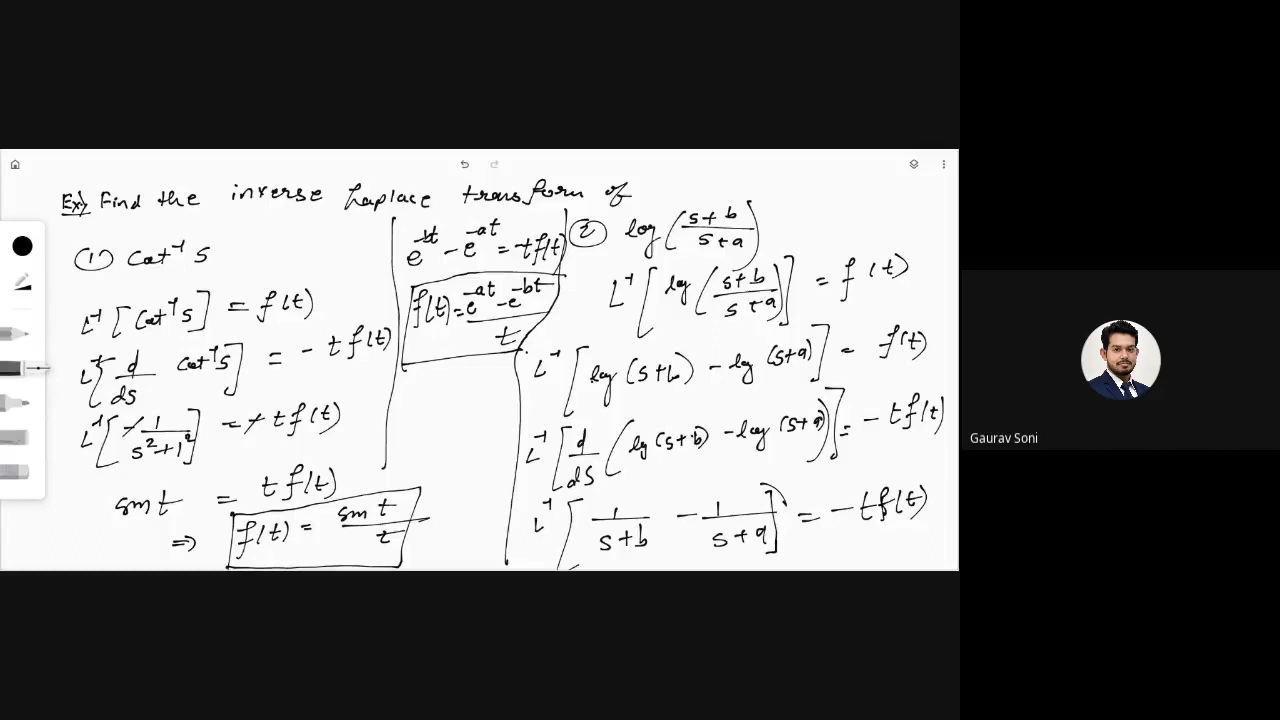 Ex) Find the inverse Laplace transform of
① cot⁻¹ s
L⁻¹ [cot⁻¹ s] = f(t)
L⁻¹ [d/ds cot⁻¹ s] = - t f(t)
L⁻¹ [- 1/(s²+1²)] = - t f(t)
sin t = t f(t)
⇒ f(t) = sin t / t
② log ((s+b)/(s+a))
L⁻¹ [log ((s+b)/(s+a))] = f(t)
L⁻¹ [log (s+b) - log (s+a)] = f(t)
L⁻¹ [d/ds (log (s+b) - log (s+a))] = - t f(t)
L⁻¹ [1/(s+b) - 1/(s+a)] = - t f(t)
e^-bt - e^-at = -t f(t)
f(t) = (e^-at - e^-bt) / t
Gaurav Soni